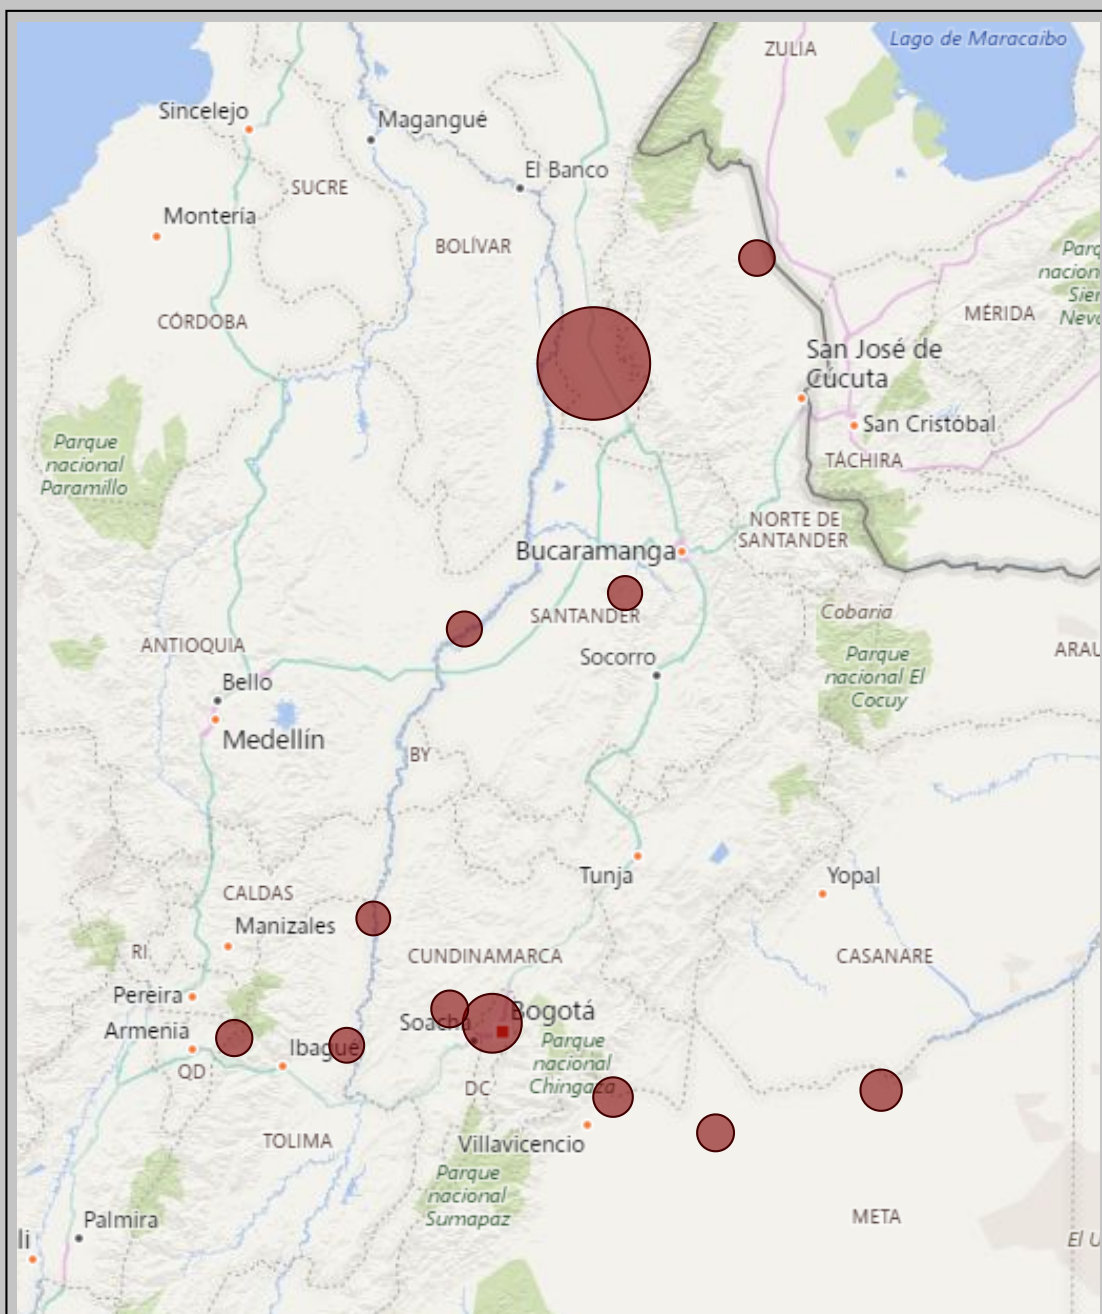 Lago de Maracaibo
ZULIA
Sincelejo
Magangué
El Banco
SUCRE
Montería
BOLÍVAR
Parq
nacion
Sier
Neva
MÉRIDA
CÓRDOBA
San José de
Cúcuta
San Cristóbal
Parque
nacional
Paramillo
TÁCHIRA
NORTE DE
SANTANDER
Bucaramanga
SANTANDER
Cobaria
ANTIOQUIA
Socorro
Parque
nacional El
Cocuy
ARAU
Bello
Medellín
BY
Tunja
Yopal
CALDAS
Manizales
RI
CUNDINAMARCA
CASANARE
Pereira
Armenia
Soacha
Bogotá
Ibagué
QD
Parque
nacional
Chingaza
DC
TOLIMA
Villavicencio
Parque
nacional
Sumapaz
META
Palmira
li
El U